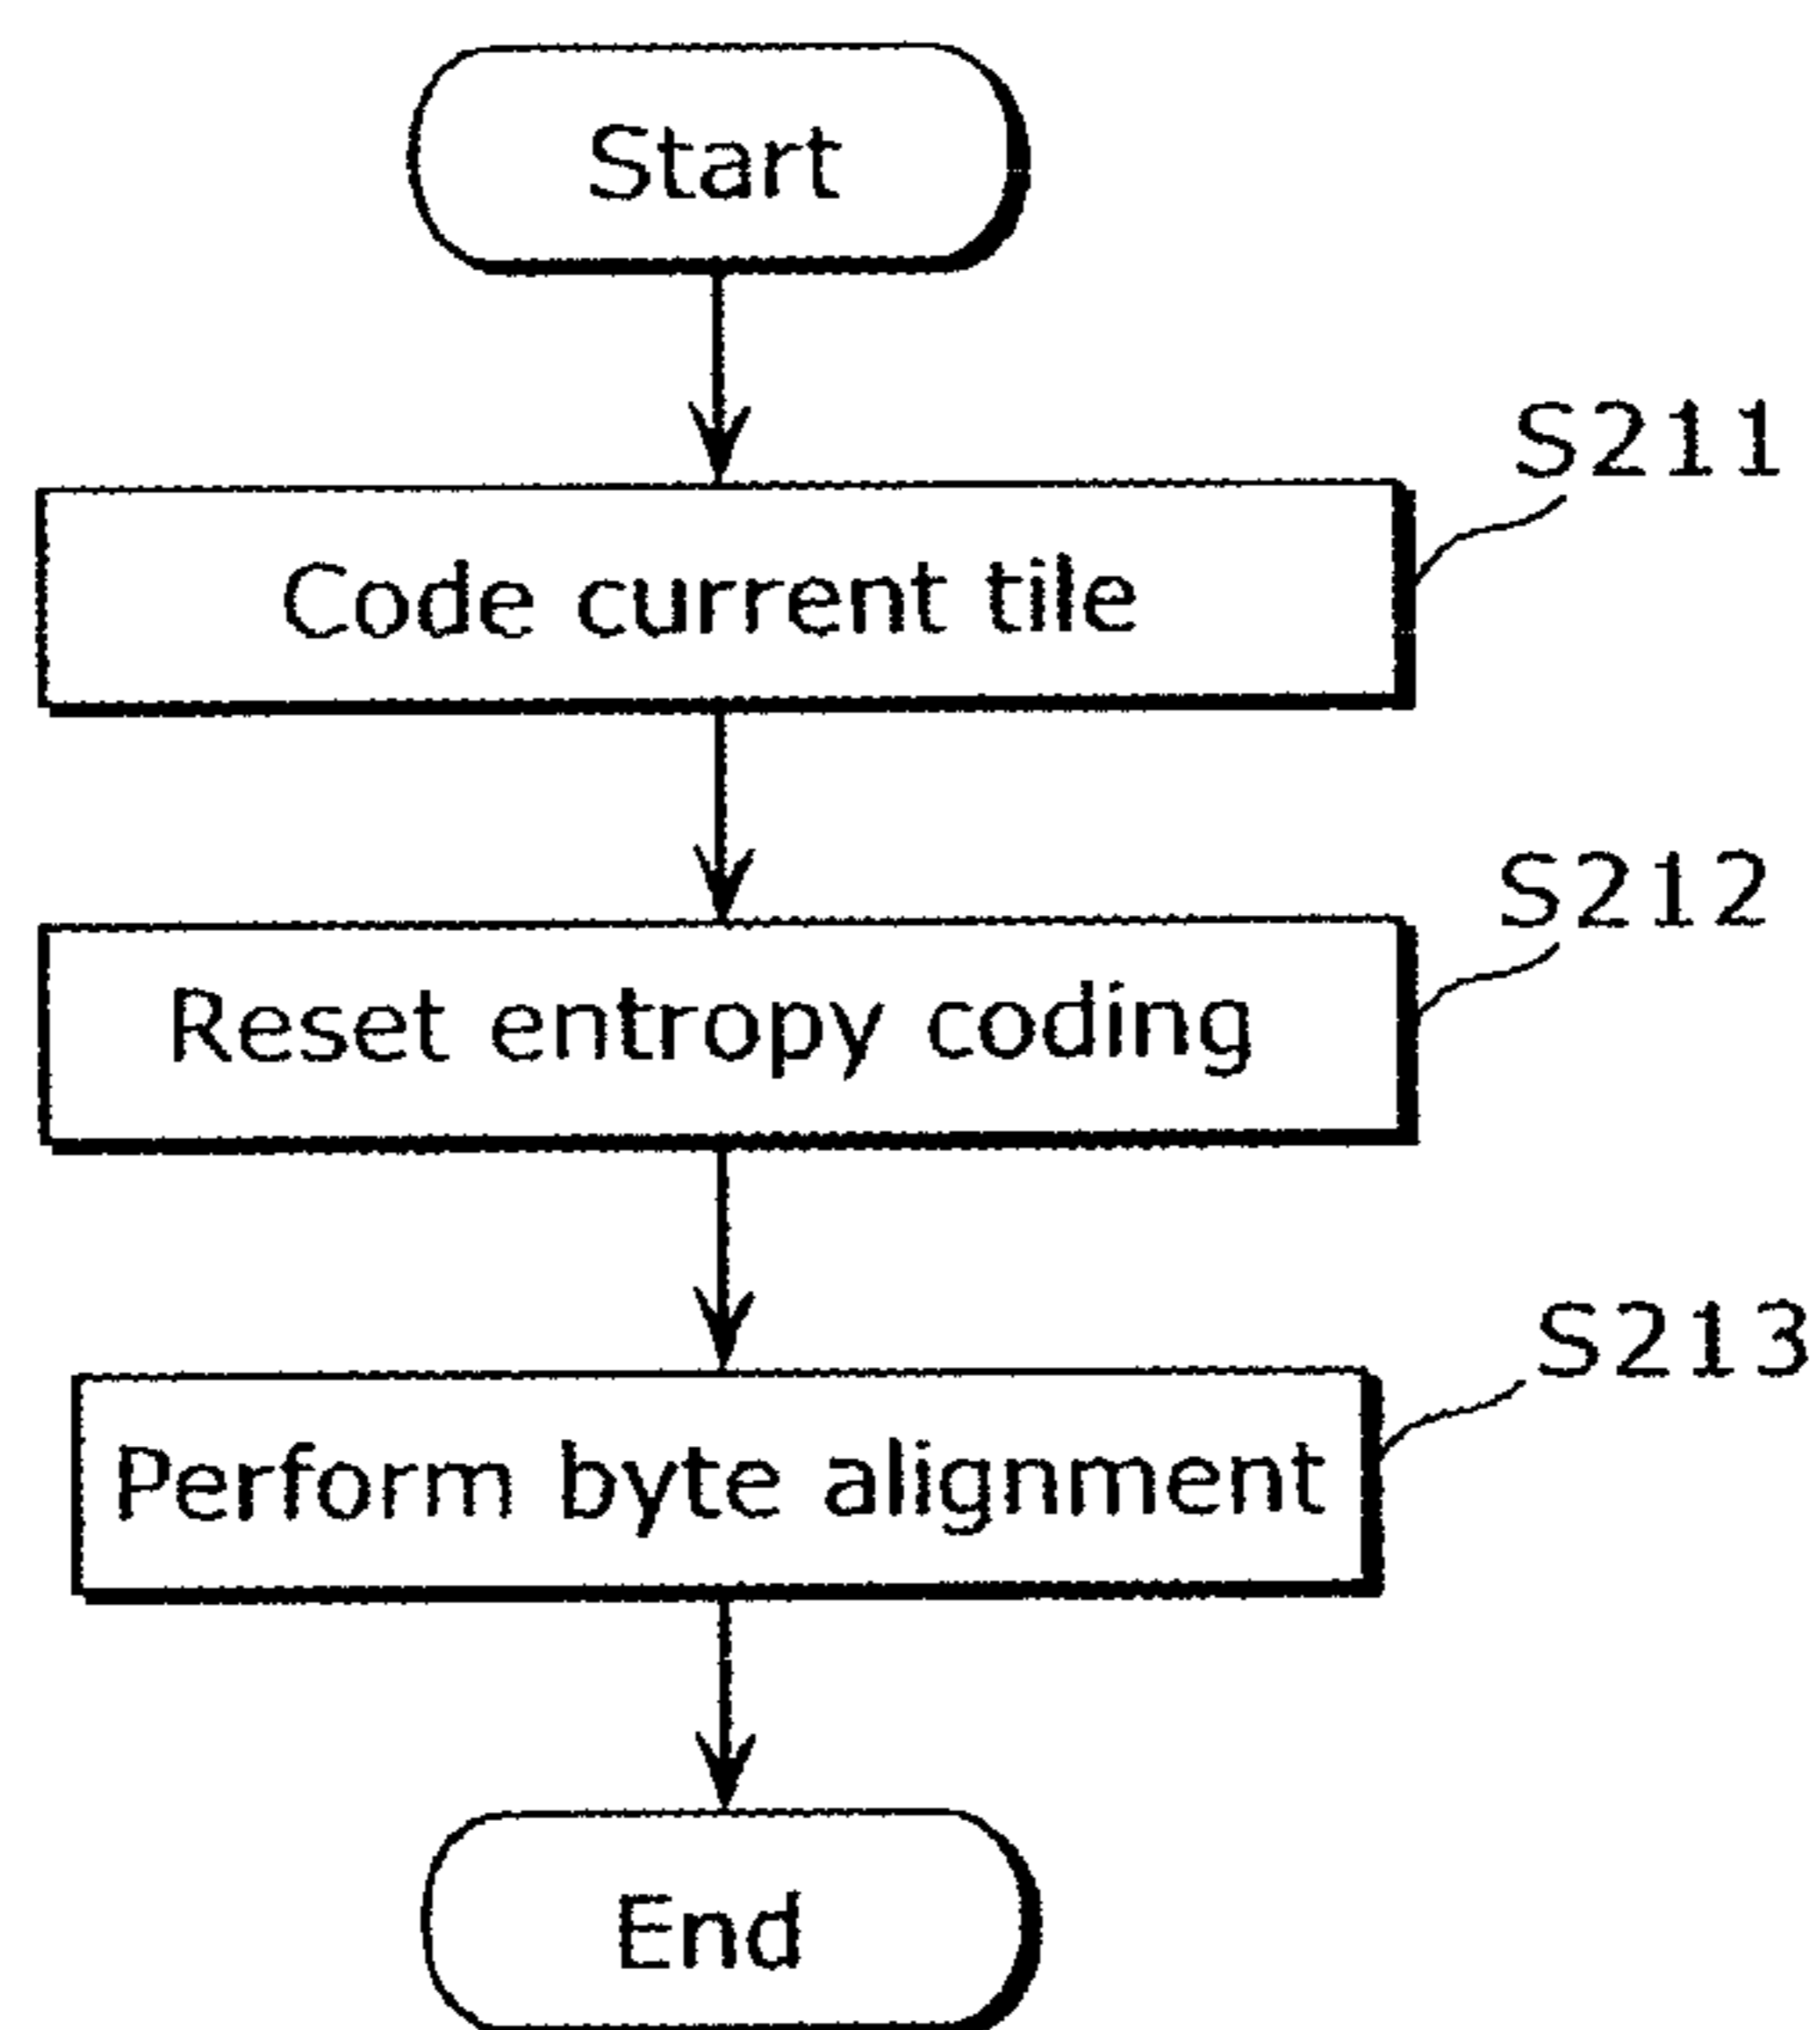 Start
S211
Code current tile
S212
Reset entropy coding
S213
Perform byte alignment
End